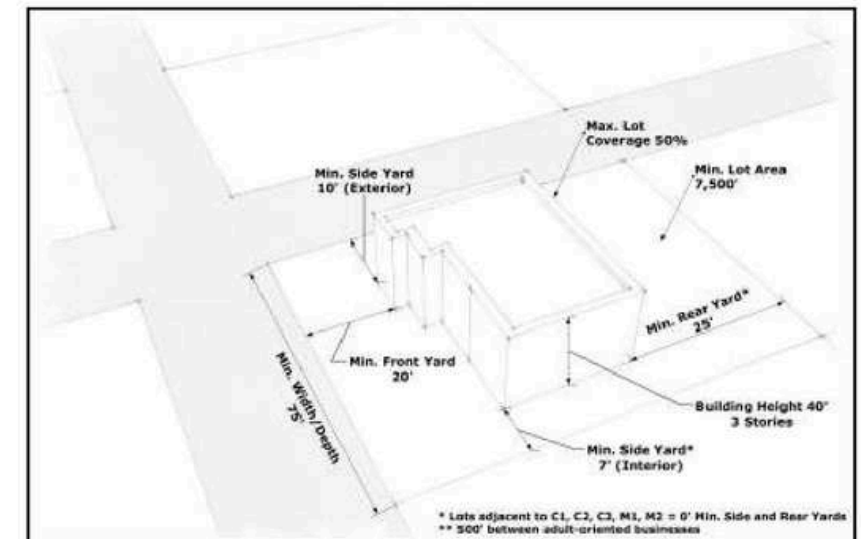 Max. Lot
Coverage 50%
Min. Side Yard
10' (Exterior)
Min. Lot Area
7,500'
Min. Rear Yard*
25'
Min. Front Yard
20'
Min. Width/Depth
75'
Building Height 40'
3 Stories
Min. Side Yard*
7' (Interior)
* Lots adjacent to C1, C2, C3, M1, M2 = 0' Min. Side and Rear Yards
** 500' between adult-oriented businesses